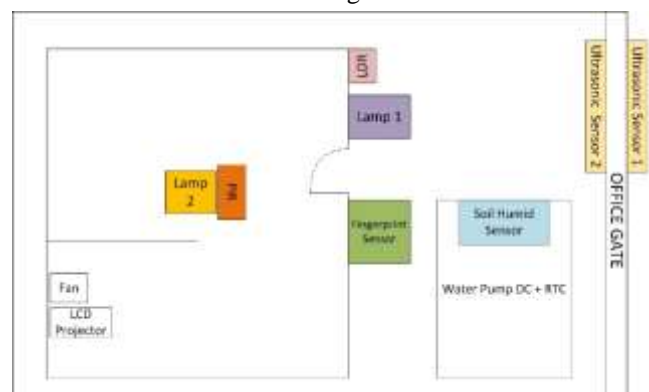 LDR
Lamp 1
Lamp
2
PIR
Fingerprint
Sensor
Soil Humid
Sensor
Water Pump DC + RTC
Fan
LCD
Projector
Ultrasonic Sensor 2
Ultrasonic Sensor 1
OFFICE GATE